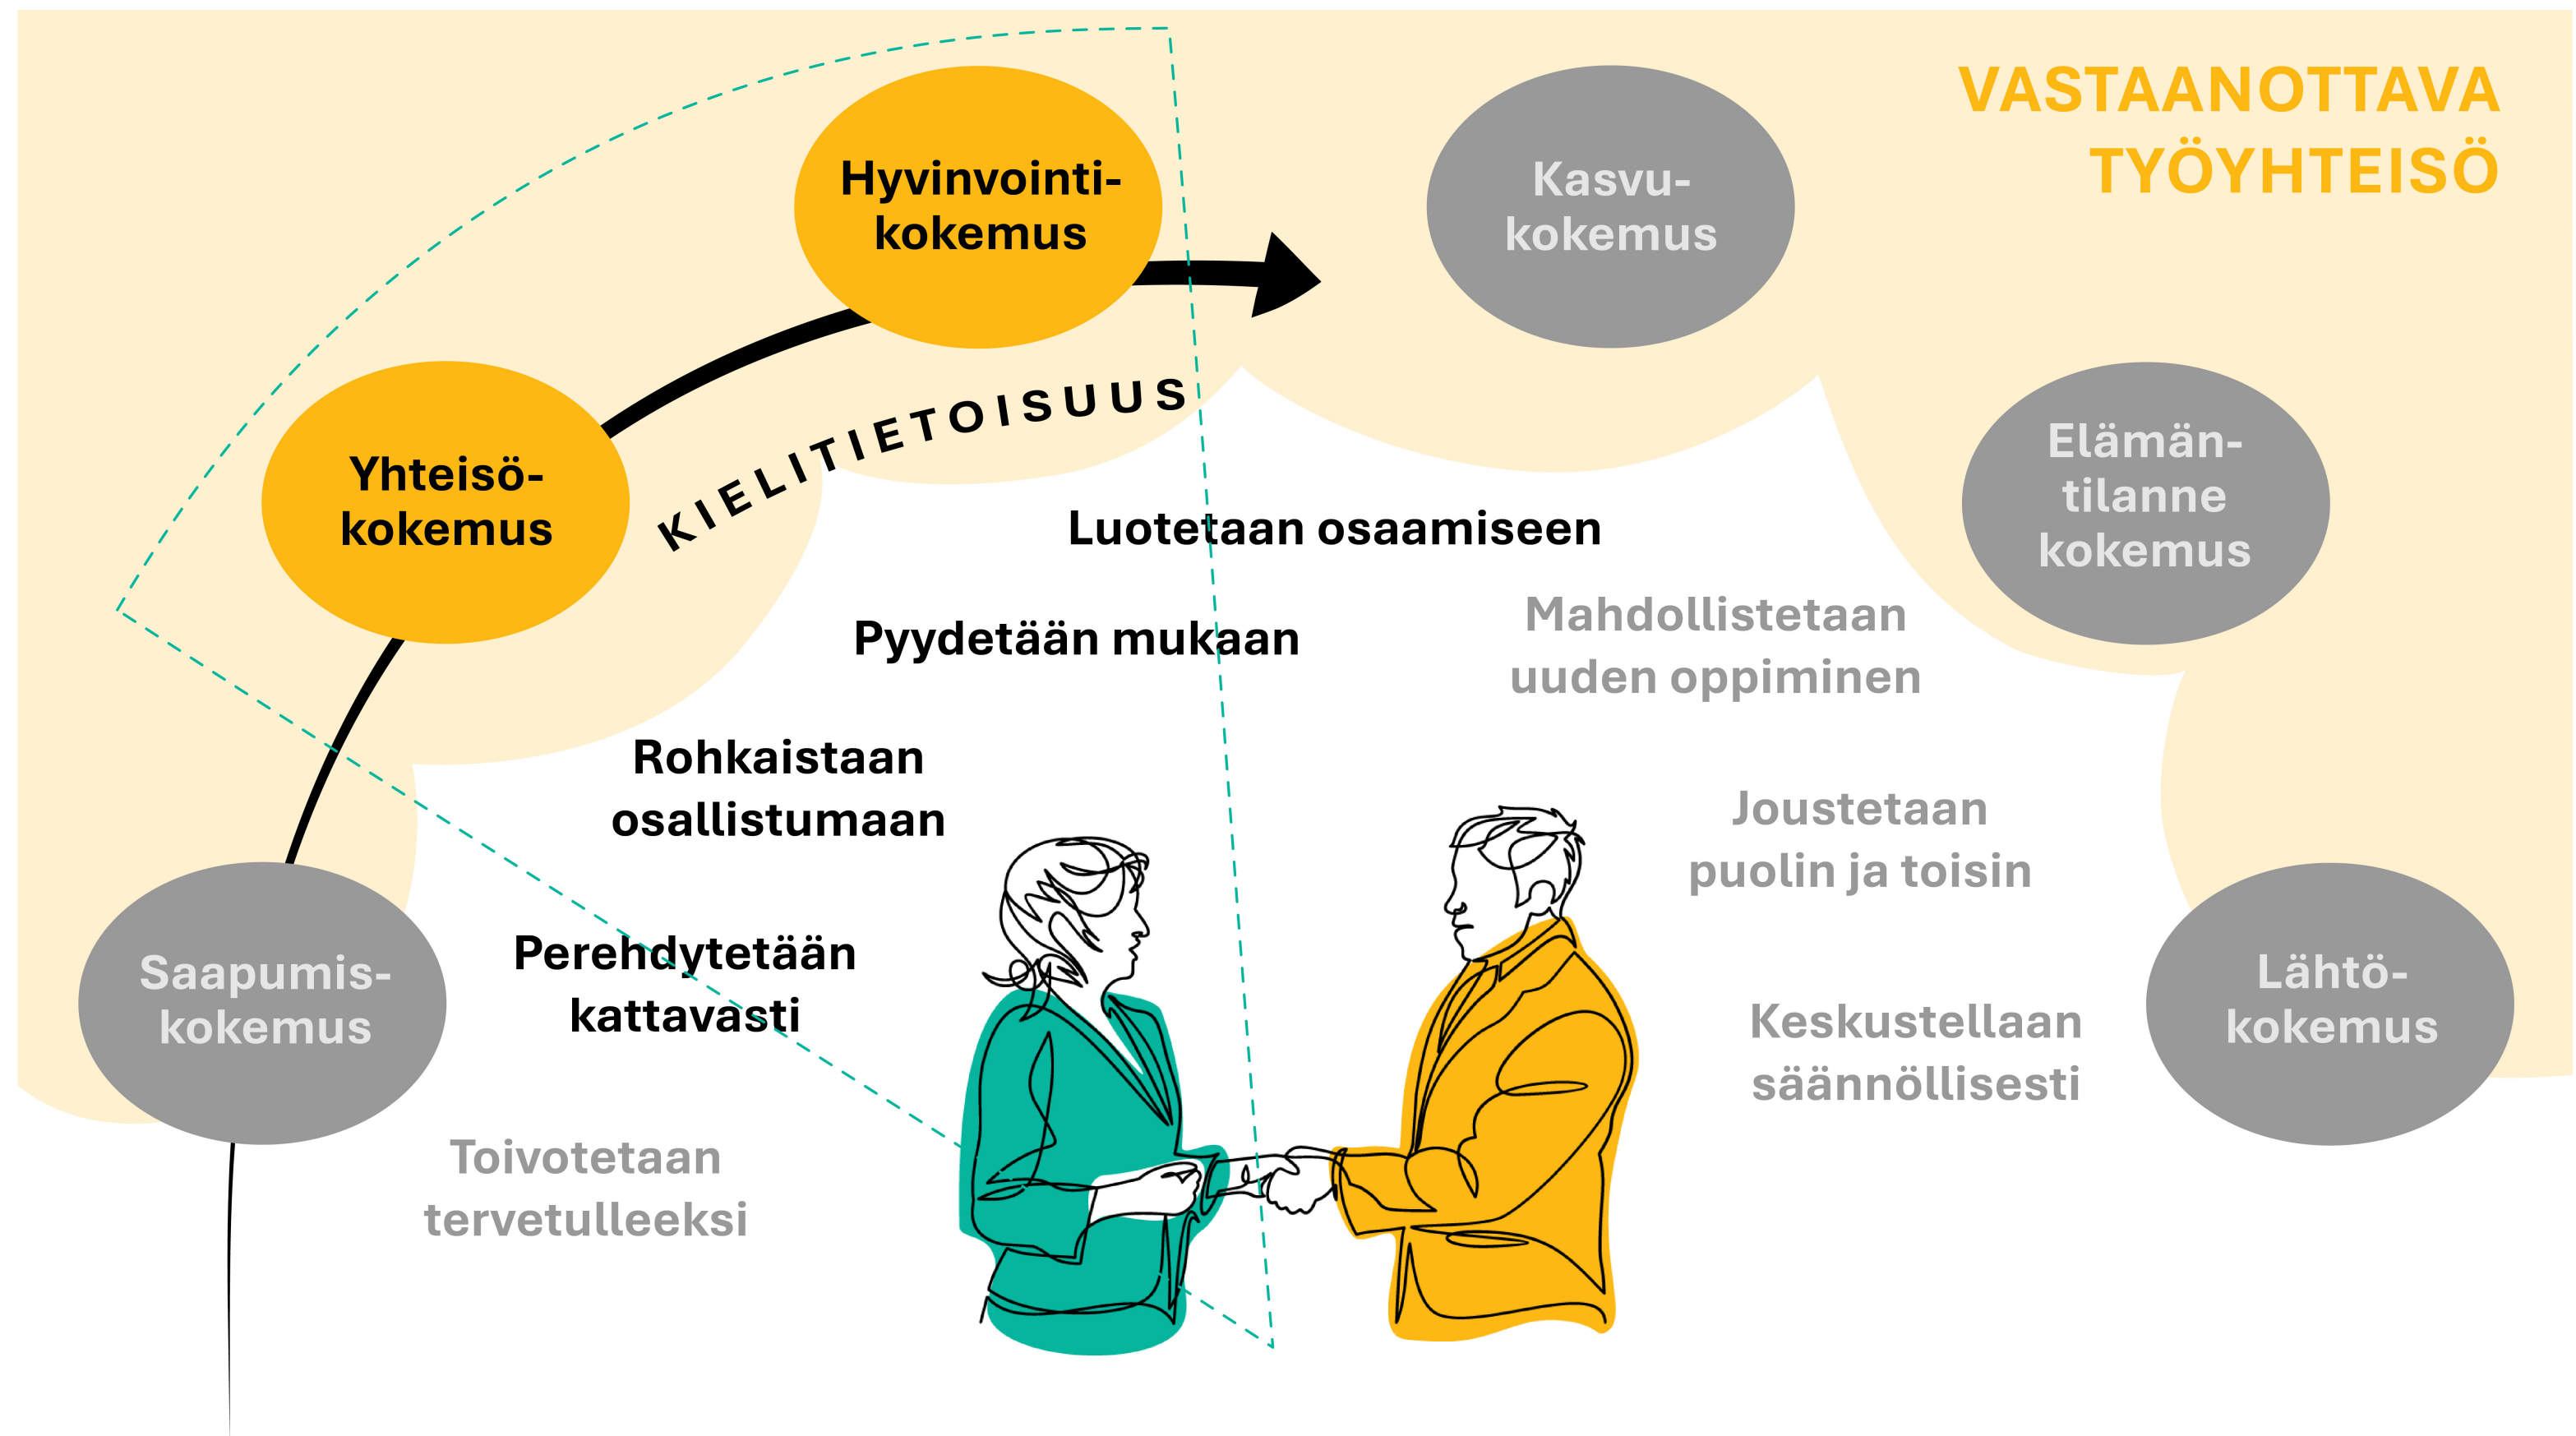 VASTAANOTTAVA
TYÖYHTEISÖ
Hyvinvointi-
kokemus
Kasvu-
kokemus
Yhteisö-
kokemus
KIELITIETOISUUS
Elämän-
tilanne
kokemus
Luotetaan osaamiseen
Pyydetään mukaan
Mahdollistetaan
uuden oppiminen
Rohkaistaan
osallistumaan
Joustetaan
puolin ja toisin
Saapumis-
kokemus
Perehdytetään
kattavasti
Keskustellaan
säännöllisesti
Lähtö-
kokemus
Toivotetaan
tervetulleeksi